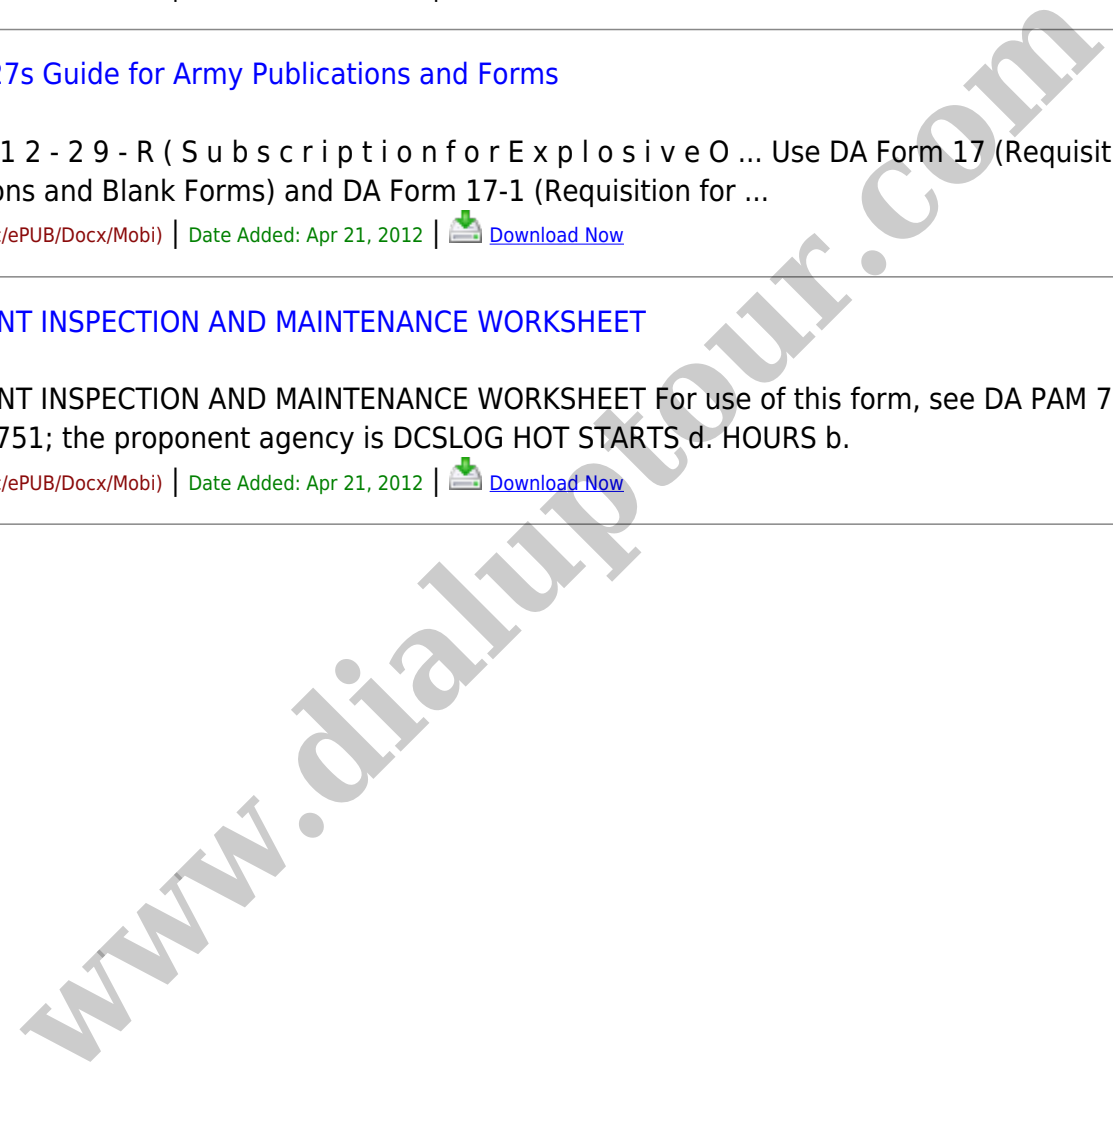 27s Guide for Army Publications and Forms
1 2 - 2 9 - R ( S u b s c r i p t i o n f o r E x p l o s i v e O ... Use DA Form 17 (Requisit
ons and Blank Forms) and DA Form 17-1 (Requisition for ...
/ePUB/Docx/Mobi) | Date Added: Apr 21, 2012 | Download Now
NT INSPECTION AND MAINTENANCE WORKSHEET
NT INSPECTION AND MAINTENANCE WORKSHEET For use of this form, see DA PAM 7
751; the proponent agency is DCSLOG HOT STARTS d. HOURS b.
/ePUB/Docx/Mobi) | Date Added: Apr 21, 2012 | Download Now
www.dialuptour.com